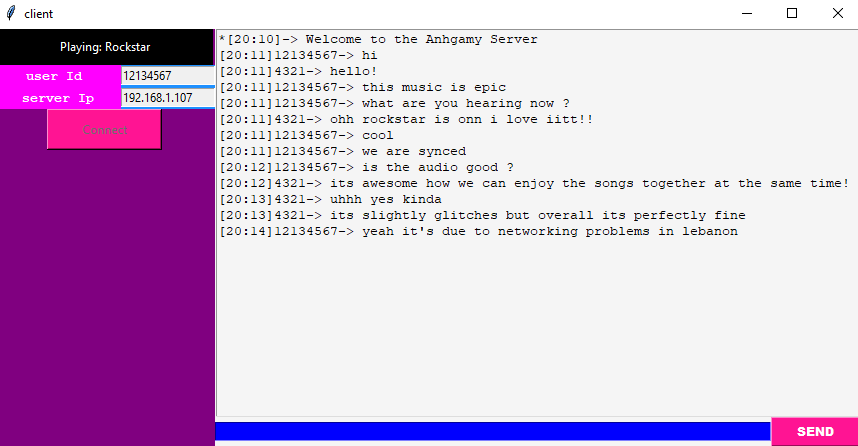 client
Playing: Rockstar
user Id 12134567
server Ip 192.168.1.107
Connect
*[20:10]-> Welcome to the Anhgamy Server
[20:11]12134567-> hi
[20:11]4321-> hello!
[20:11]12134567-> this music is epic
[20:11]12134567-> what are you hearing now ?
[20:11]4321-> ohh rockstar is onn i love iitt!!
[20:11]12134567-> cool
[20:11]12134567-> we are synced
[20:12]12134567-> is the audio good ?
[20:12]4321-> its awesome how we can enjoy the songs together at the same time!
[20:13]4321-> uhhh yes kinda
[20:13]4321-> its slightly glitches but overall its perfectly fine
[20:14]12134567-> yeah it's due to networking problems in lebanon
SEND